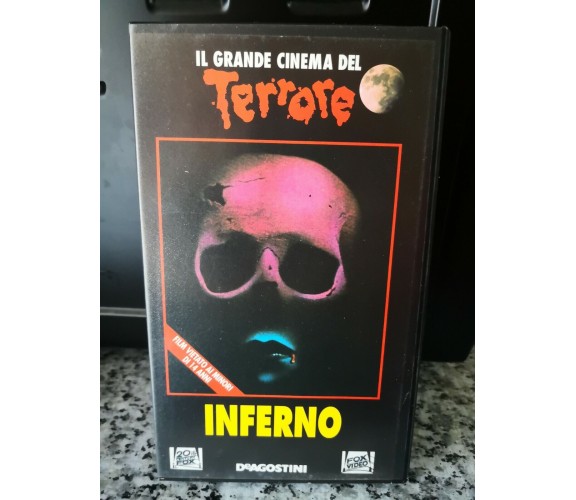 IL GRANDE CINEMA DEL
Terrore
FILM VIETATO AI MINORI
DI 14 ANNI
INFERNO
20th
CENTURY
FOX
DEAGOSTINI
FOX
VIDEO